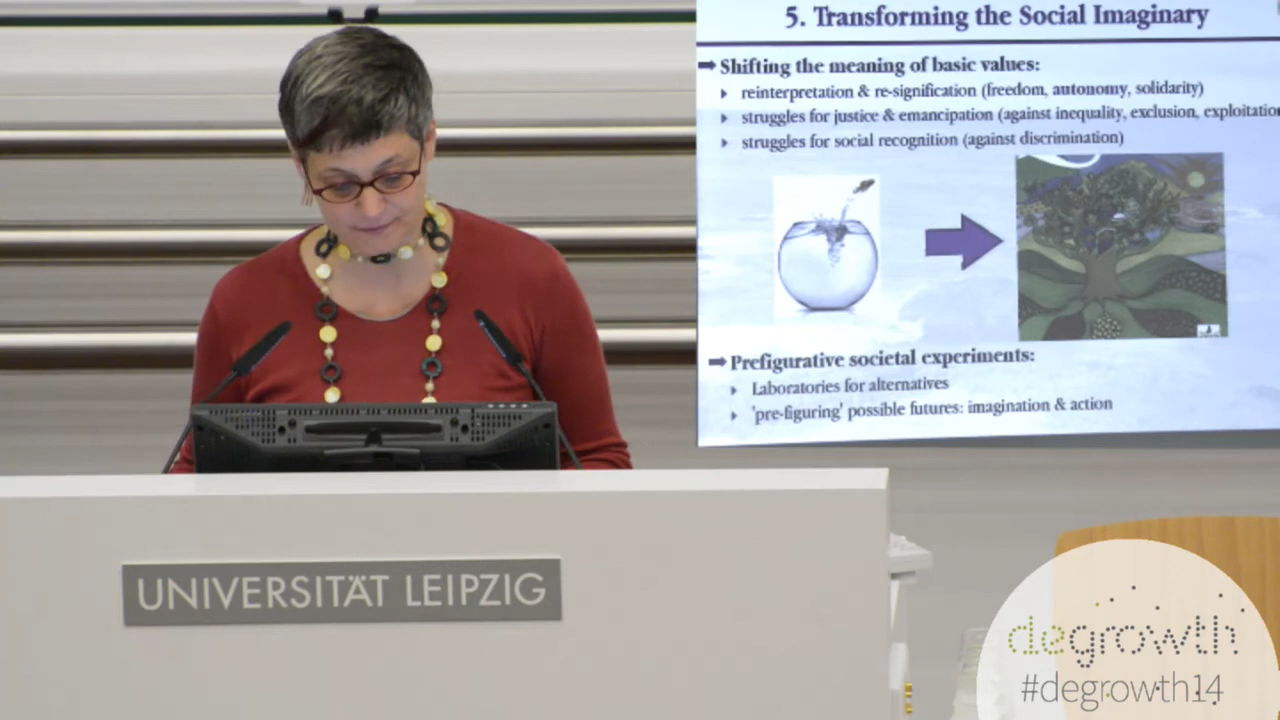 5. Transforming the Social Imaginary
Shifting the meaning of basic values:
reinterpretation & re-signification (freedom, autonomy, solidarity)
struggles for justice & emancipation (against inequality, exclusion, exploitatio
struggles for social recognition (against discrimination)
Prefigurative societal experiments:
Laboratories for alternatives
'pre-figuring' possible futures: imagination & action
UNIVERSITÄT LEIPZIG
degrowth
#degrowth14